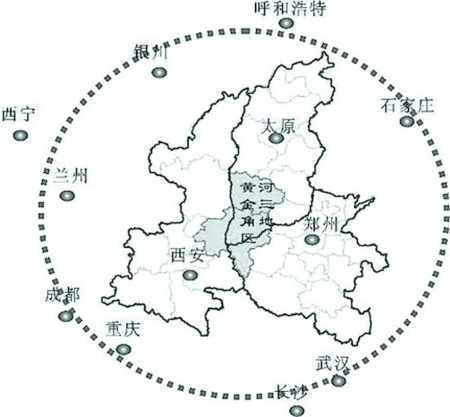 呼和浩特
银川
石家庄
西宁
太原
兰州
黄河
金三
角地
区
郑州
西安
成都
重庆
武汉
长沙